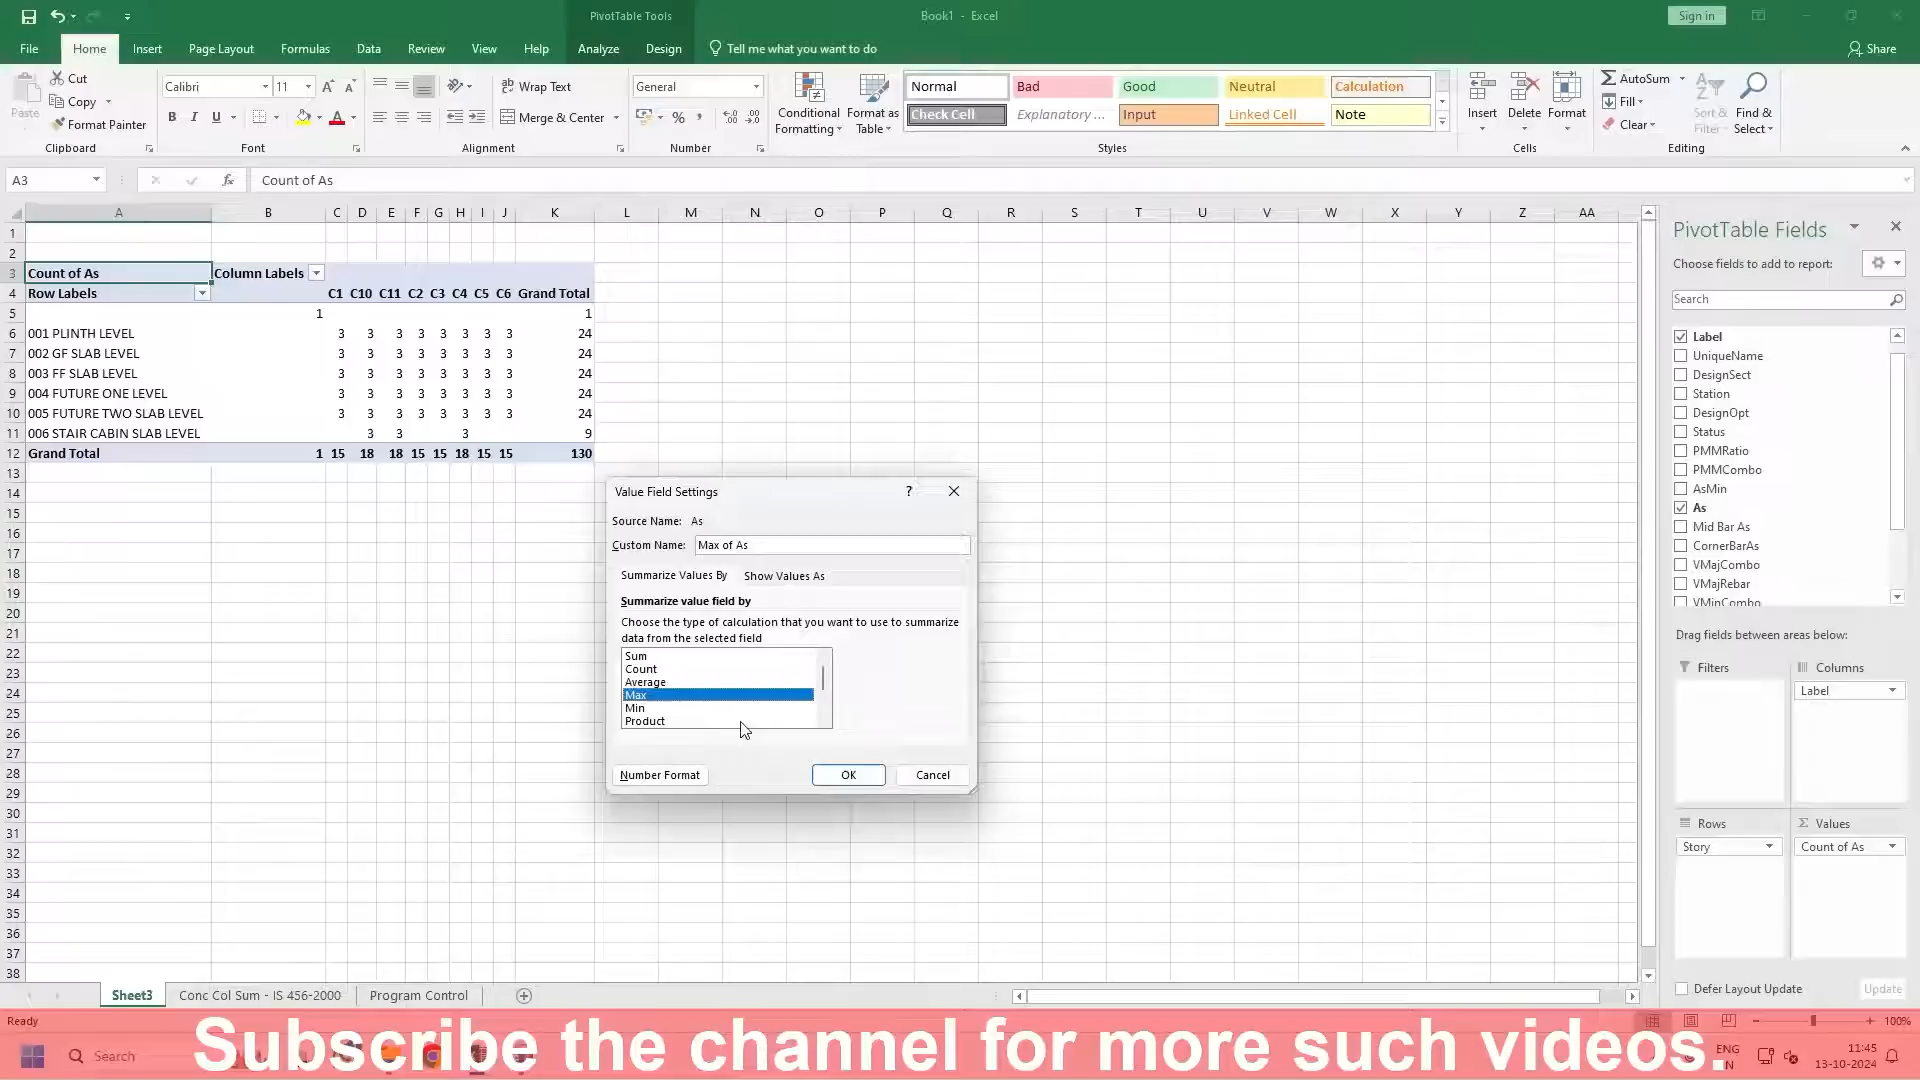 PivotTable Tools
Book1 - Excel
Sign in
File Home Insert Page Layout Formulas Data Review View Help Analyze Design Tell me what you want to do Share
Cut
Copy
Format Painter
Paste
Clipboard
Calibri 11
B I U
Font
Wrap Text
Merge & Center
Alignment
General
Number
Conditional Formatting
Format as Table
Normal Bad Good Neutral Calculation
Check Cell Explanatory ... Input Linked Cell Note
Styles
Insert Delete Format
Cells
AutoSum
Fill
Clear
Sort & Filter
Find & Select
Editing
A3 fx Count of As
A B C D E F G H I J K L M N O P Q R S T U V W X Y Z AA
1
2
3 Count of As Column Labels
4 Row Labels C1 C10 C11 C2 C3 C4 C5 C6 Grand Total
5 1 1
6 001 PLINTH LEVEL 3 3 3 3 3 3 3 3 24
7 002 GF SLAB LEVEL 3 3 3 3 3 3 3 3 24
8 003 FF SLAB LEVEL 3 3 3 3 3 3 3 3 24
9 004 FUTURE ONE LEVEL 3 3 3 3 3 3 3 3 24
10 005 FUTURE TWO SLAB LEVEL 3 3 3 3 3 3 3 3 24
11 006 STAIR CABIN SLAB LEVEL 3 3 3 9
12 Grand Total 1 15 18 18 15 15 18 15 15 130
13
14
15
16
17
18
19
20
21
22
23
24
25
26
27
28
29
30
31
32
33
34
35
36
37
38
Value Field Settings ?
Source Name: As
Custom Name: Max of As
Summarize Values By Show Values As
Summarize value field by
Choose the type of calculation that you want to use to summarize
data from the selected field
Sum
Count
Average
Max
Min
Product
Number Format OK Cancel
PivotTable Fields
Choose fields to add to report:
Search
Label
UniqueName
DesignSect
Station
DesignOpt
Status
PMMRatio
PMMCombo
AsMin
As
Mid Bar As
CornerBarAs
VMajCombo
VMajRebar
VMinCombo
Drag fields between areas below:
Filters Columns
Label
Rows Σ Values
Story Count of As
Defer Layout Update Update
Sheet3 Conc Col Sum - IS 456-2000 Program Control
Ready
100%
Subscribe the channel for more such videos.
Search
ENG
IN
11:45
13-10-2024